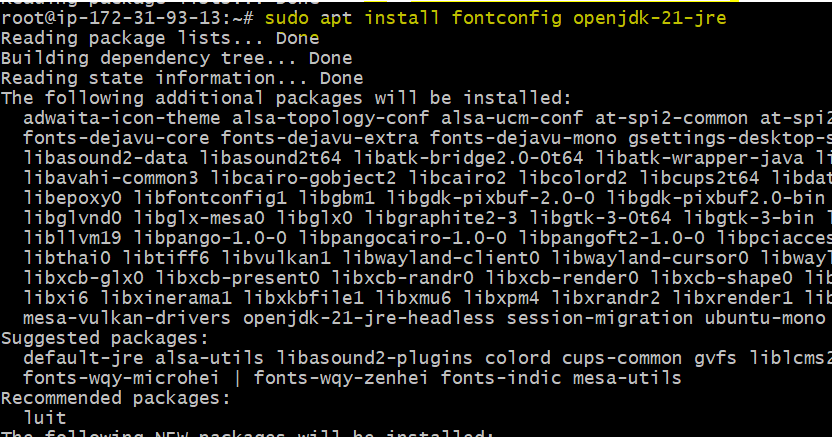 root@ip-172-31-93-13:~# sudo apt install fontconfig openjdk-21-jre
Reading package lists... Done
Building dependency tree... Done
Reading state information... Done
The following additional packages will be installed:
adwaita-icon-theme alsa-topology-conf alsa-ucm-conf at-spi2-common at-spi2
fonts-dejavu-core fonts-dejavu-extra fonts-dejavu-mono gsettings-desktop-s
libasound2-data libasound2t64 libatk-bridge2.0-0t64 libatk-wrapper-java li
libavahi-common3 libcairo-gobject2 libcairo2 libcolord2 libcups2t64 libdat
libepoxy0 libfontconfig1 libgbm1 libgdk-pixbuf-2.0-0 libgdk-pixbuf2.0-bin
libglvnd0 libglx-mesa0 libglx0 libgraphite2-3 libgtk-3-0t64 libgtk-3-bin l
libllvm19 libpango-1.0-0 libpangocairo-1.0-0 libpangoft2-1.0-0 libpciacces
libthai0 libtiff6 libvulkan1 libwayland-client0 libwayland-cursor0 libwayl
libxcb-glx0 libxcb-present0 libxcb-randr0 libxcb-render0 libxcb-shape0 lib
libxi6 libxinerama1 libxkbfile1 libxmu6 libxpm4 libxrandr2 libxrender1 lib
mesa-vulkan-drivers openjdk-21-jre-headless session-migration ubuntu-mono
Suggested packages:
default-jre alsa-utils libasound2-plugins colord cups-common gvfs liblcms2
fonts-wqy-microhei | fonts-wqy-zenhei fonts-indic mesa-utils
Recommended packages:
luit
The following NEW packages will be installed: